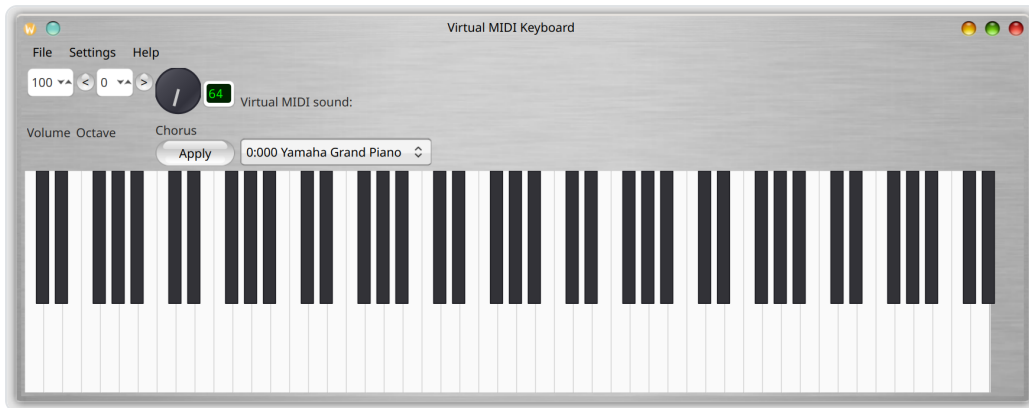 W
Virtual MIDI Keyboard
File Settings Help
100 < 0 > 64 Virtual MIDI sound:
Volume Octave Chorus
Apply 0:000 Yamaha Grand Piano